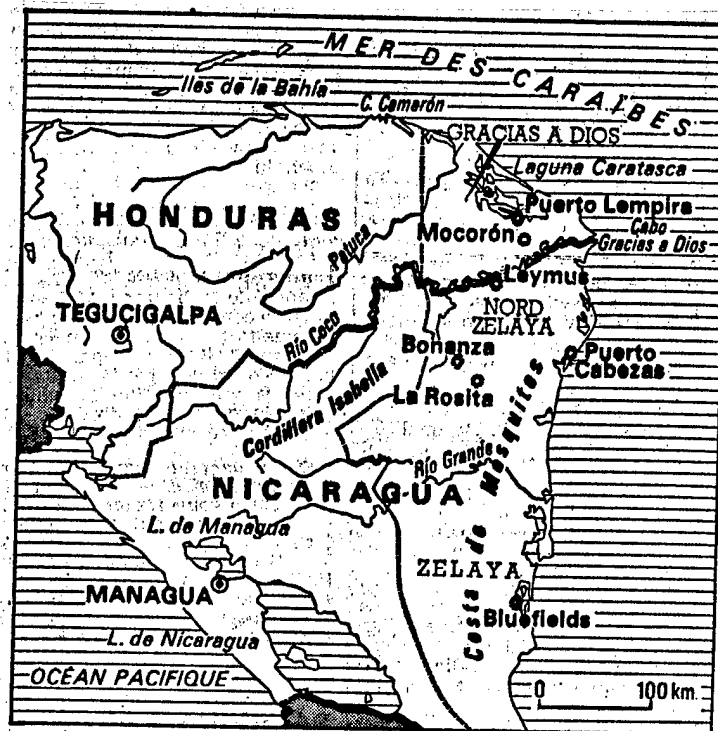 MER DES CARAÏBES
Iles de la Bahía
C. Camarón
GRACIAS A DIOS
Laguna Caratasca
Puerto Lempira
HONDURAS
Mocorón
Cabo
Gracias a Dios
Patuca
Leymus
TEGUCIGALPA
NORD
ZELAYA
Río Coco
Bonanza
Puerto
Cabezas
La Rosita
Cordillera Isabella
Río Grande
NICARAGUA
Costa de Mosquitos
L. de Managua
ZELAYA
MANAGUA
Bluefields
L. de Nicaragua
OCÉAN PACIFIQUE
0 100 km